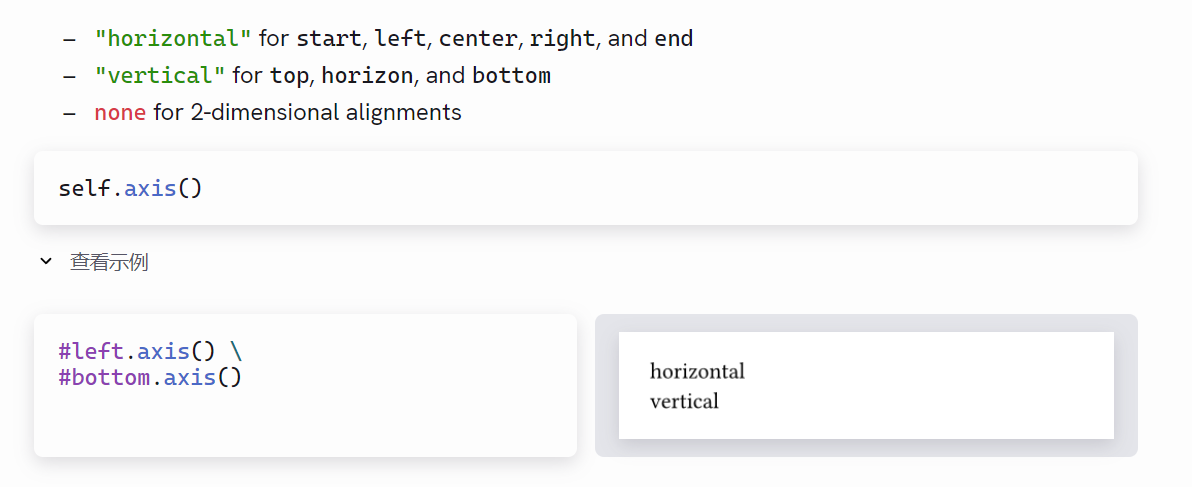 – "horizontal" for start, left, center, right, and end
– "vertical" for top, horizon, and bottom
– none for 2-dimensional alignments
self.axis()
查看示例
#left.axis() \
#bottom.axis()
horizontal
vertical